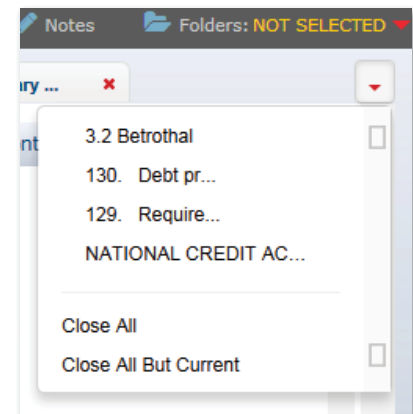 Notes Folders: NOT SELECTED
ary ...
nt
3.2 Betrothal
130. Debt pr...
129. Require...
NATIONAL CREDIT AC...
Close All
Close All But Current